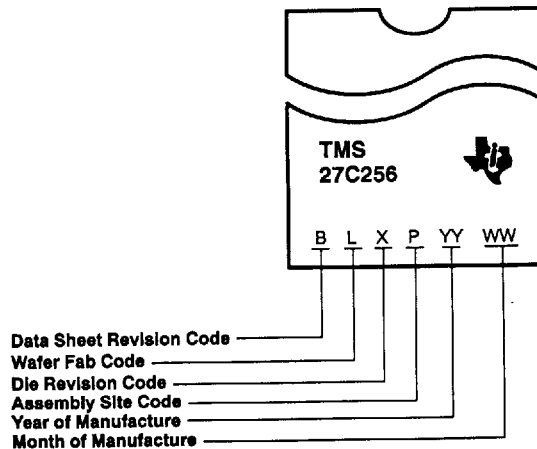 TMS
27C256
B L X P YY WW
Data Sheet Revision Code
Wafer Fab Code
Die Revision Code
Assembly Site Code
Year of Manufacture
Month of Manufacture